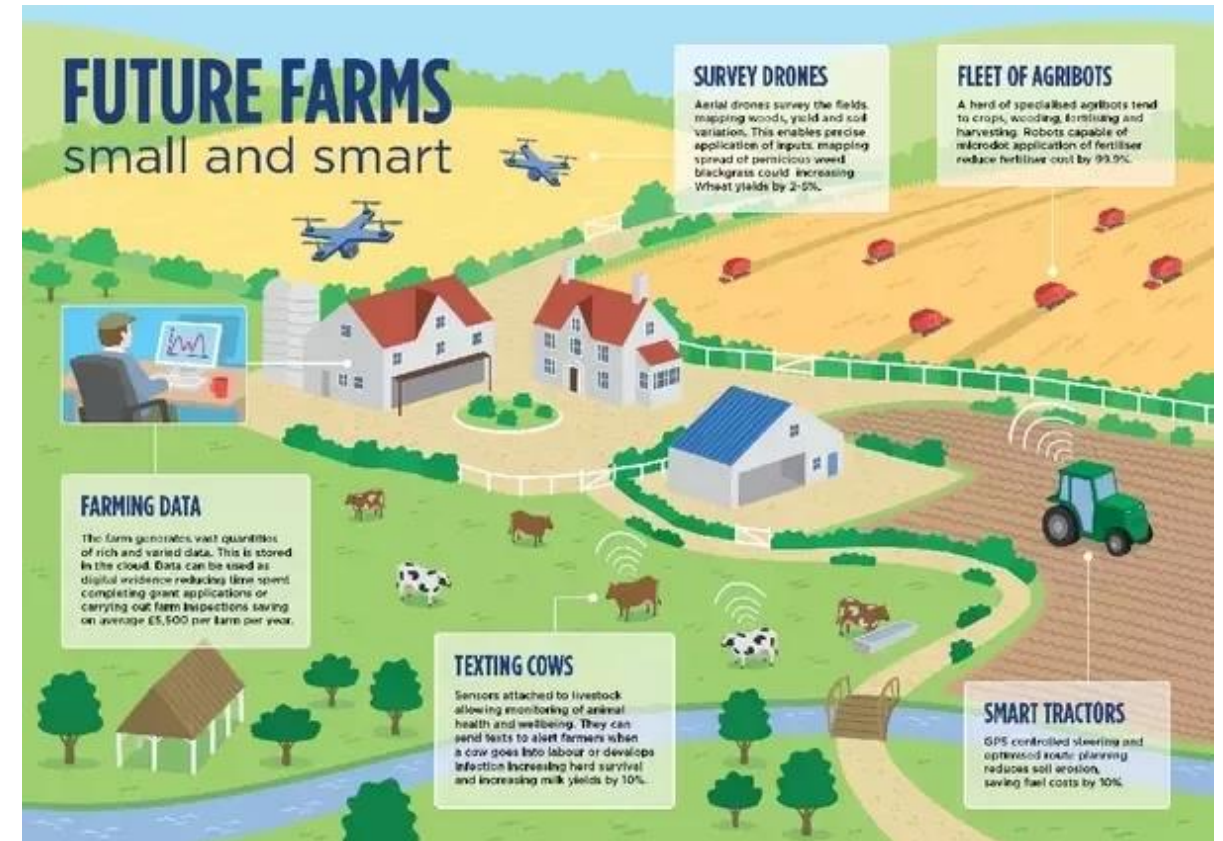 FUTURE FARMS
small and smart
SURVEY DRONES
Aerial drones survey the fields,
mapping weeds, yield and soil
variation. This enables precise
application of inputs, mapping
spread of pernicious weed
blackgrass could increasing
Wheat yields by 2-5%.
FLEET OF AGRIBOTS
A herd of specialised agribots tend
to crops, weeding, fertilising and
harvesting. Robots capable of
microdot application of fertiliser
reduce fertiliser cost by 99.9%.
FARMING DATA
The farm generates vast quantities
of rich and varied data. This is stored
in the cloud. Data can be used as
digital evidence reducing time spent
completing grant applications or
carrying out farm inspections saving
on average £5,500 per farm per year.
TEXTING COWS
Sensors attached to livestock
allowing monitoring of animal
health and wellbeing. They can
send texts to alert farmers when
a cow goes into labour or develops
infection increasing herd survival
and increasing milk yields by 10%.
SMART TRACTORS
GPS controlled steering and
optimised route planning
reduces soil erosion,
saving fuel costs by 10%.